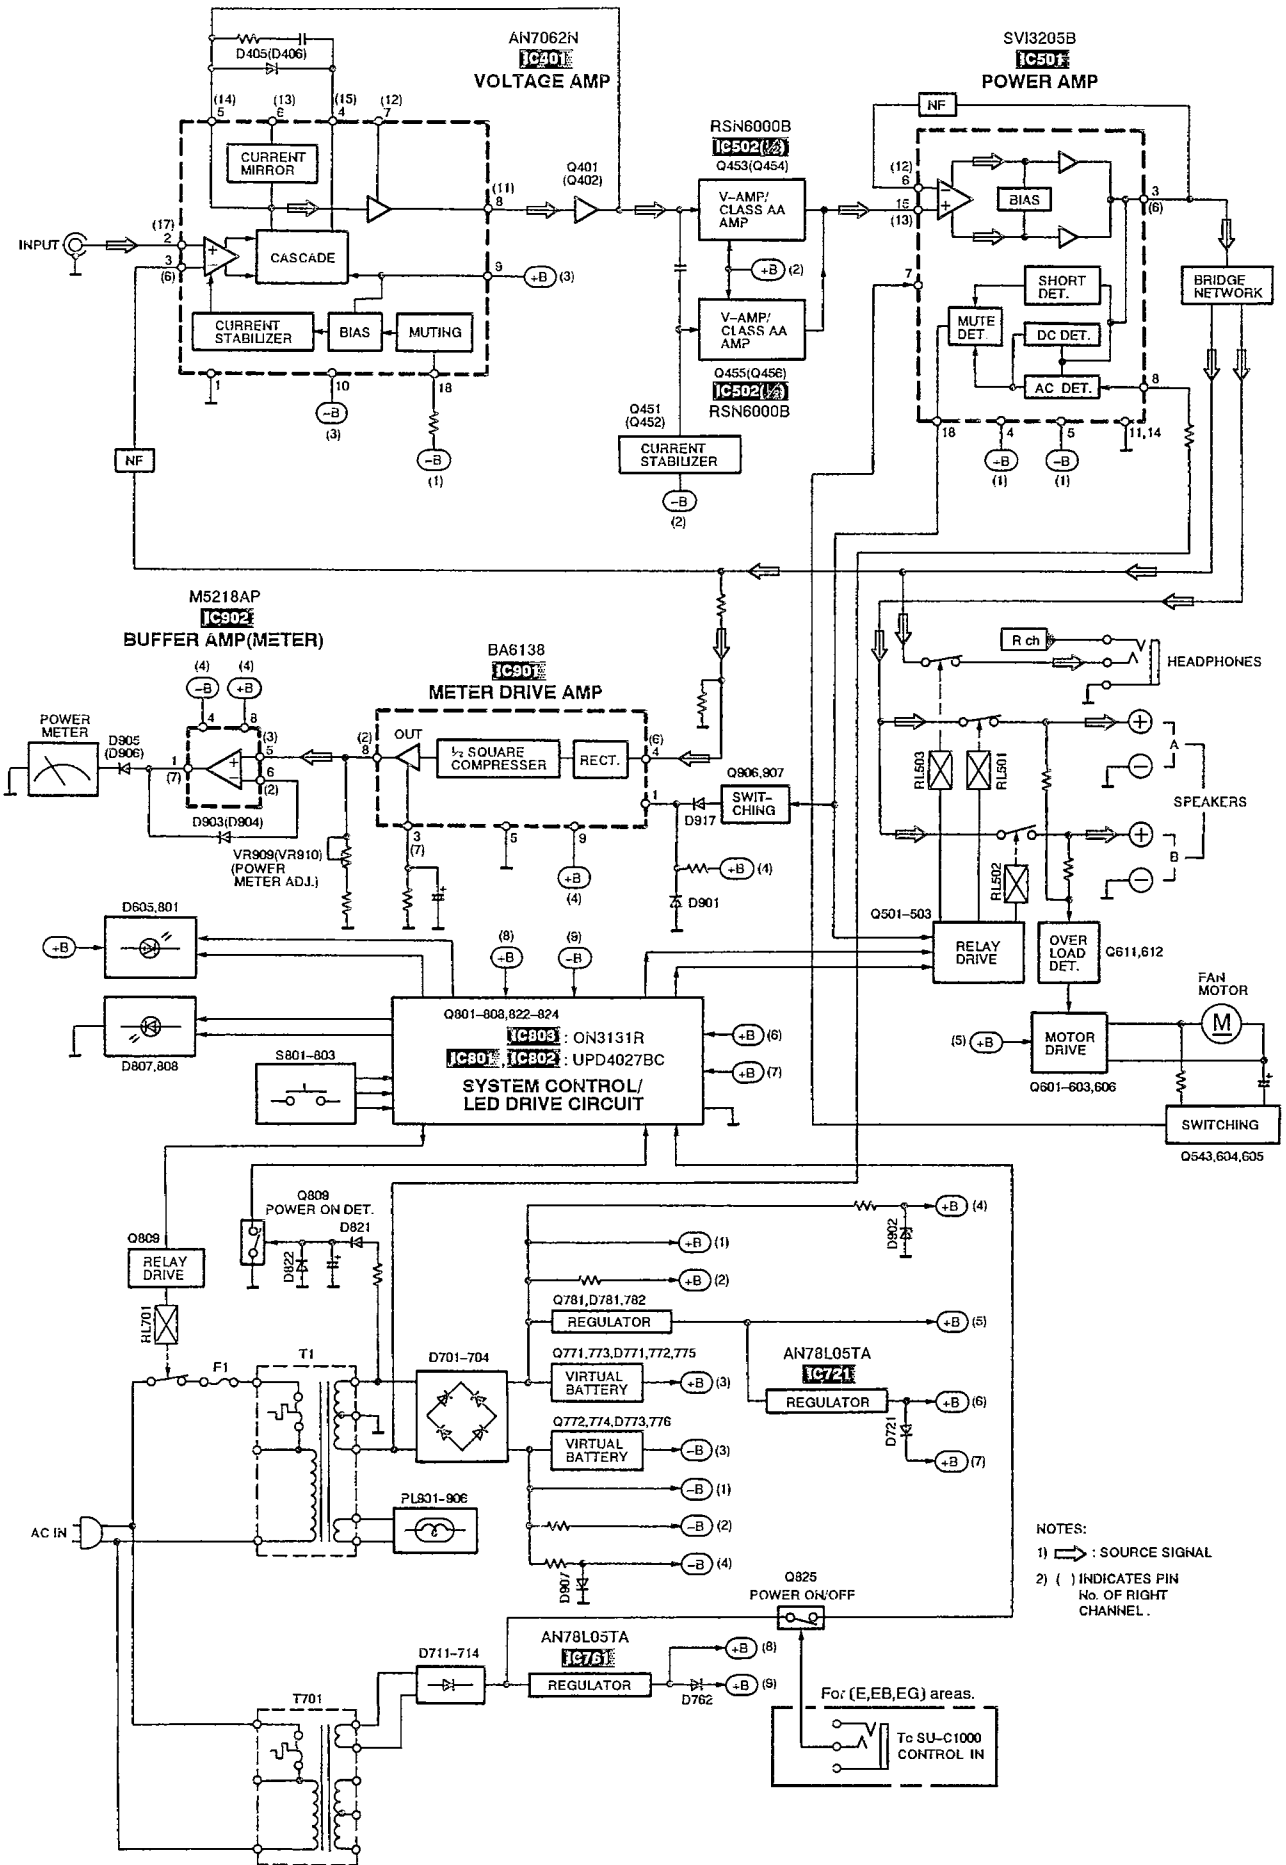 AN7062N
IC401
VOLTAGE AMP
D405(D406)
(14)
5
(13)
6
(15)
4
(12)
7
CURRENT
MIRROR
(11)
8
Q401
(Q402)
INPUT
(17)
2
3
(6)
+
−
CASCADE
9
+B
(3)
CURRENT
STABILIZER
BIAS
MUTING
1
10
18
−B
(3)
−B
(1)
NF
RSN6000B
IC502(½)
Q453(Q454)
V-AMP/
CLASS AA
AMP
+B
(2)
V-AMP/
CLASS AA
AMP
Q455(Q456)
IC502(½)
RSN6000B
Q451
(Q452)
CURRENT
STABILIZER
−B
(2)
SVI3205B
IC501
POWER AMP
NF
(12)
6
15
(13)
−
+
BIAS
3
(6)
7
SHORT
DET.
MUTE
DET.
DC DET.
AC DET.
8
18
4
5
11,14
+B
(1)
−B
(1)
BRIDGE
NETWORK
M5218AP
IC902
BUFFER AMP(METER)
(4)
−B
4
(4)
+B
8
POWER
METER
D905
(D906)
1
(7)
+
−
(3)
5
6
(2)
D903(D904)
VR909(VR910)
(POWER
METER ADJ.)
BA6138
IC901
METER DRIVE AMP
OUT
(2)
8
½ SQUARE
COMPRESSER
RECT.
(6)
4
1
3
(7)
5
9
+B
(4)
Q906,907
SWIT-
CHING
D917
+B
(4)
D901
R ch
HEADPHONES
RL503
RL501
RL502
+
−
A
+
−
B
SPEAKERS
Q501–503
RELAY
DRIVE
OVER
LOAD
DET.
Q611,612
FAN
MOTOR
M
(5)
+B
MOTOR
DRIVE
Q601–603,606
SWITCHING
Q543,604,605
D605,801
+B
D807,808
S801–803
(8)
+B
(9)
−B
Q801–808,822–824
IC803 : ON3131R
IC801 , IC802 : UPD4027BC
SYSTEM CONTROL/
LED DRIVE CIRCUIT
+B
(6)
+B
(7)
Q809
POWER ON DET.
D821
D822
Q809
RELAY
DRIVE
RL701
F1
T1
D701–704
PL901–906
AC IN
+B
(4)
D902
+B
(1)
+B
(2)
Q781,D781,782
REGULATOR
+B
(5)
Q771,773,D771,772,775
VIRTUAL
BATTERY
+B
(3)
AN78L05TA
IC721
REGULATOR
+B
(6)
D721
+B
(7)
Q772,774,D773,776
VIRTUAL
BATTERY
−B
(3)
−B
(1)
−B
(2)
−B
(4)
D907
NOTES:
1) : SOURCE SIGNAL
2) ( ) INDICATES PIN
No. OF RIGHT
CHANNEL.
Q825
POWER ON/OFF
D711–714
AN78L05TA
IC761
REGULATOR
+B
(8)
D762
+B
(9)
T701
For (E,EB,EG) areas.
To SU–C1000
CONTROL IN